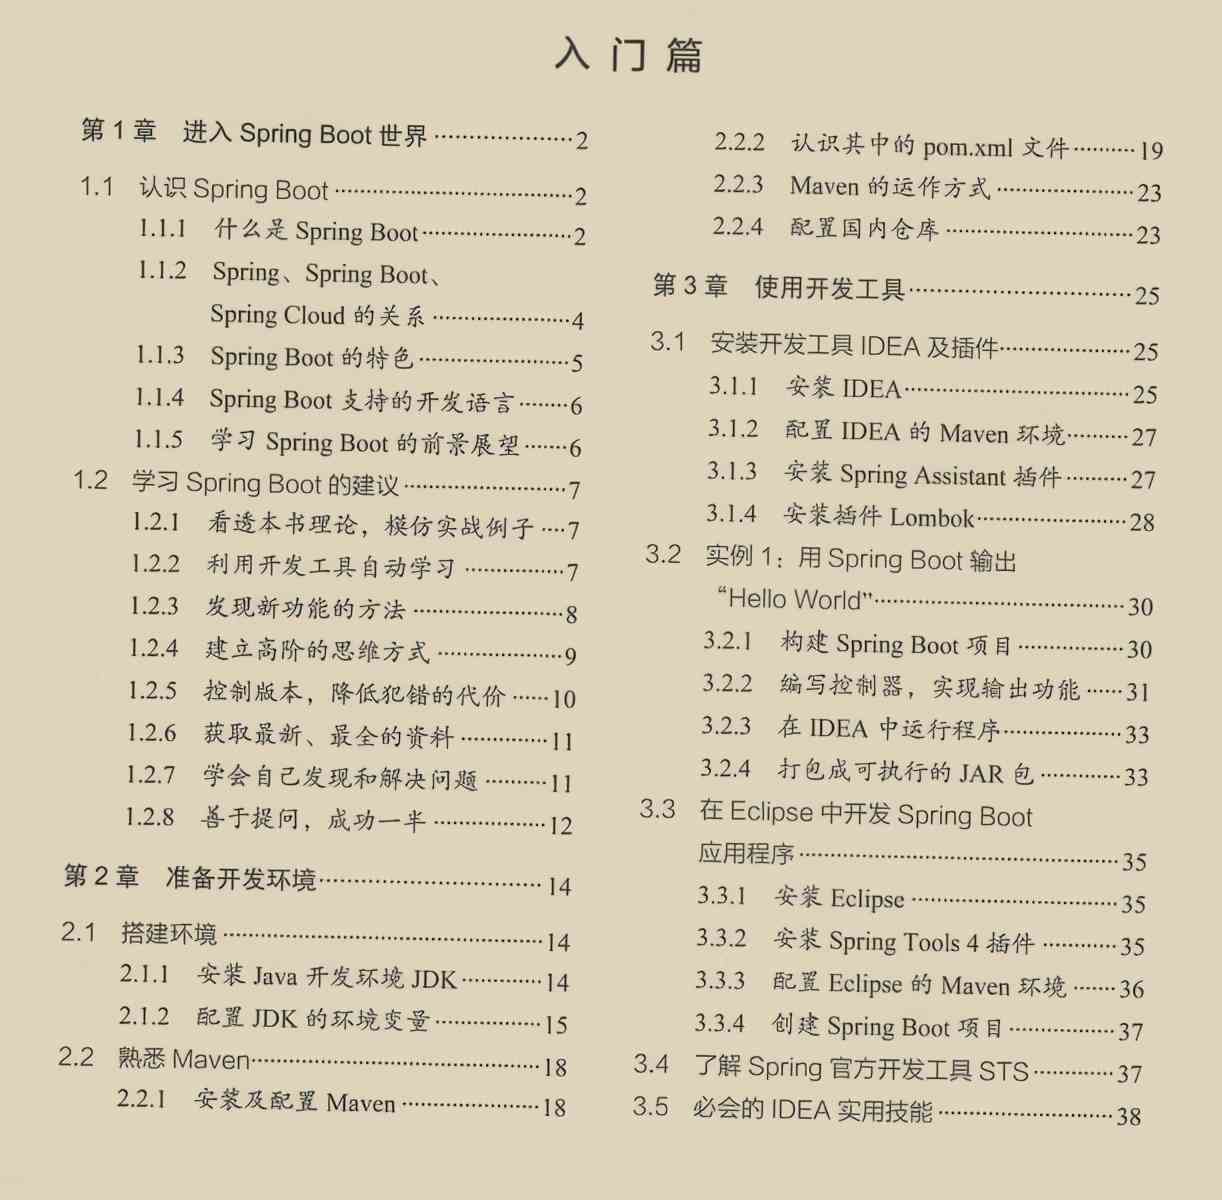 入门篇
第 1 章 进入 Spring Boot 世界····················2
1.1 认识 Spring Boot····················2
1.1.1 什么是 Spring Boot····················2
1.1.2 Spring、Spring Boot、
Spring Cloud 的关系····················4
1.1.3 Spring Boot 的特色····················5
1.1.4 Spring Boot 支持的开发语言········6
1.1.5 学习 Spring Boot 的前景展望·······6
1.2 学习 Spring Boot 的建议····················7
1.2.1 看透本书理论，模仿实战例子····7
1.2.2 利用开发工具自动学习···············7
1.2.3 发现新功能的方法····················8
1.2.4 建立高阶的思维方式··················9
1.2.5 控制版本，降低犯错的代价······10
1.2.6 获取最新、最全的资料·············11
1.2.7 学会自己发现和解决问题·········11
1.2.8 善于提问，成功一半················12
第 2 章 准备开发环境····················14
2.1 搭建环境····················14
2.1.1 安装 Java 开发环境 JDK············14
2.1.2 配置 JDK 的环境变量···············15
2.2 熟悉 Maven····················18
2.2.1 安装及配置 Maven····················18
2.2.2 认识其中的 pom.xml 文件··········19
2.2.3 Maven 的运作方式····················23
2.2.4 配置国内仓库····················23
第 3 章 使用开发工具····················25
3.1 安装开发工具 IDEA 及插件···············25
3.1.1 安装 IDEA····················25
3.1.2 配置 IDEA 的 Maven 环境·········27
3.1.3 安装 Spring Assistant 插件··········27
3.1.4 安装插件 Lombok····················28
3.2 实例 1：用 Spring Boot 输出
“Hello World”····················30
3.2.1 构建 Spring Boot 项目···············30
3.2.2 编写控制器，实现输出功能······31
3.2.3 在 IDEA 中运行程序·················33
3.2.4 打包成可执行的 JAR 包············33
3.3 在 Eclipse 中开发 Spring Boot
应用程序····················35
3.3.1 安装 Eclipse····················35
3.3.2 安装 Spring Tools 4 插件············35
3.3.3 配置 Eclipse 的 Maven 环境·······36
3.3.4 创建 Spring Boot 项目···············37
3.4 了解 Spring 官方开发工具 STS············37
3.5 必会的 IDEA 实用技能····················38